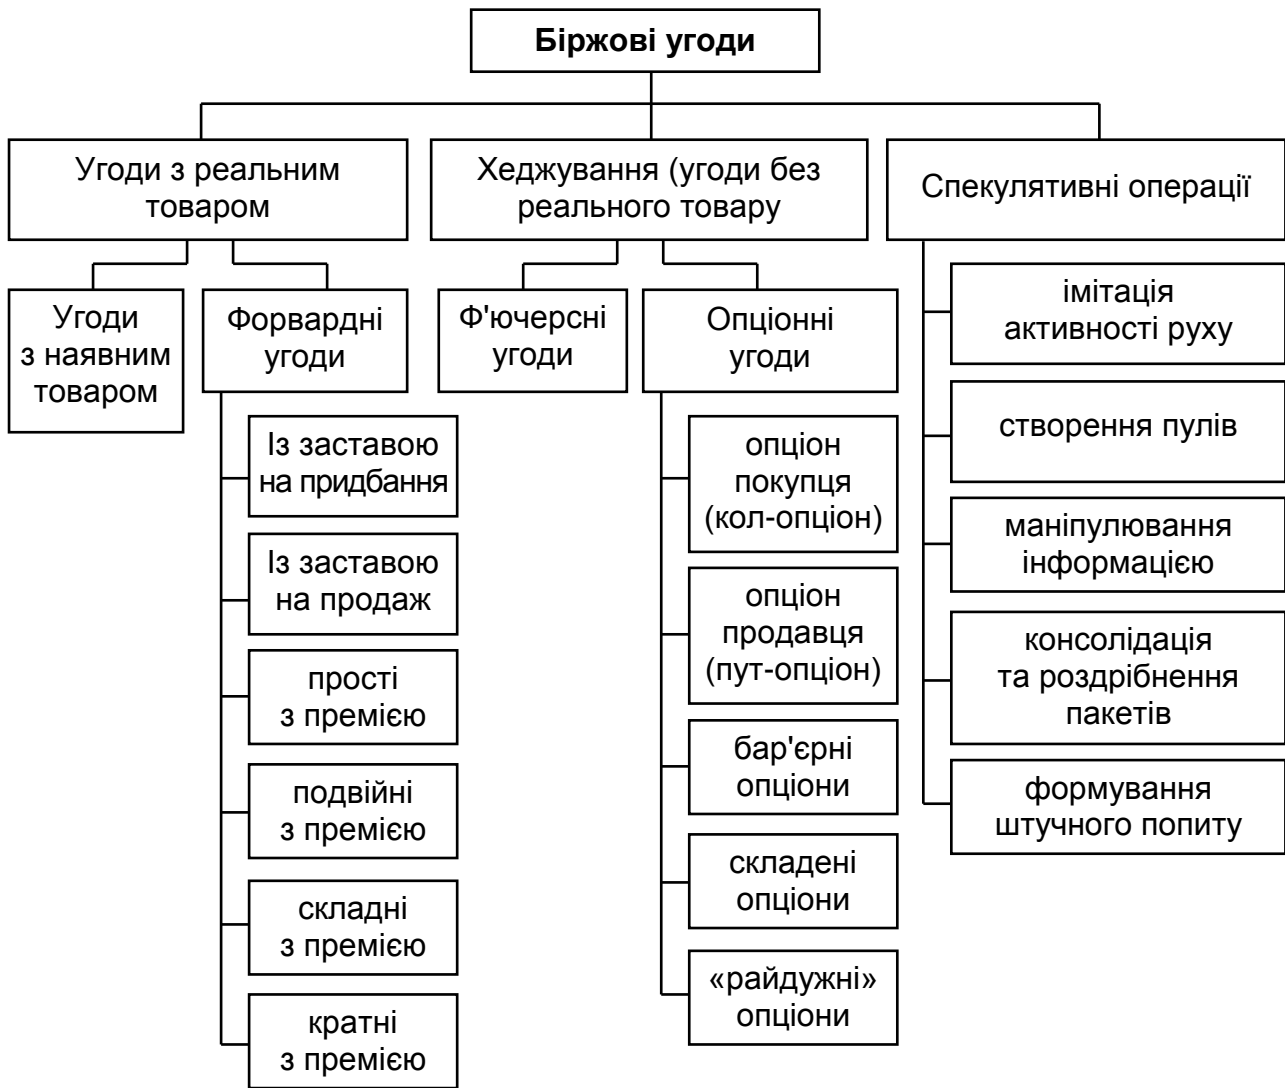 Біржові угоди
Угоди з реальним
товаром
Хеджування (угоди без
реального товару
Спекулятивні операції
Угоди
з наявним
товаром
Форвардні
угоди
Із заставою
на придбання
Із заставою
на продаж
прості
з премією
подвійні
з премією
складні
з премією
кратні
з премією
Ф'ючерсні
угоди
Опціонні
угоди
опціон
покупця
(кол-опціон)
опціон
продавця
(пут-опціон)
бар'єрні
опціони
складені
опціони
«райдужні»
опціони
імітація
активності руху
створення пулів
маніпулювання
інформацією
консолідація
та роздрібнення
пакетів
формування
штучного попиту